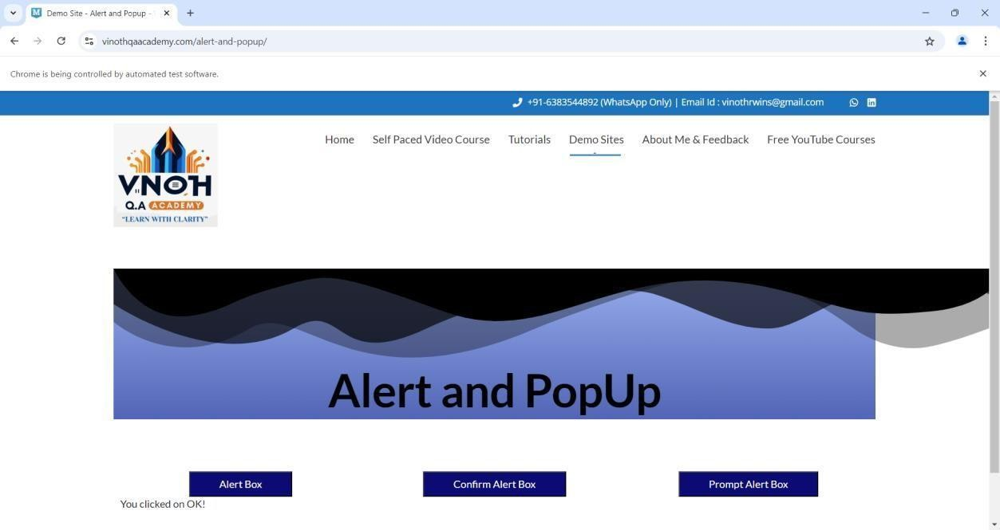 Demo Site - Alert and Popup -
vinothqaacademy.com/alert-and-popup/
Chrome is being controlled by automated test software.
+91-6383544892 (WhatsApp Only) | Email Id : vinothrwins@gmail.com
VINOTH
Q.A ACADEMY
"LEARN WITH CLARITY"
Home Self Paced Video Course Tutorials Demo Sites About Me & Feedback Free YouTube Courses
Alert and PopUp
Alert Box Confirm Alert Box Prompt Alert Box
You clicked on OK!